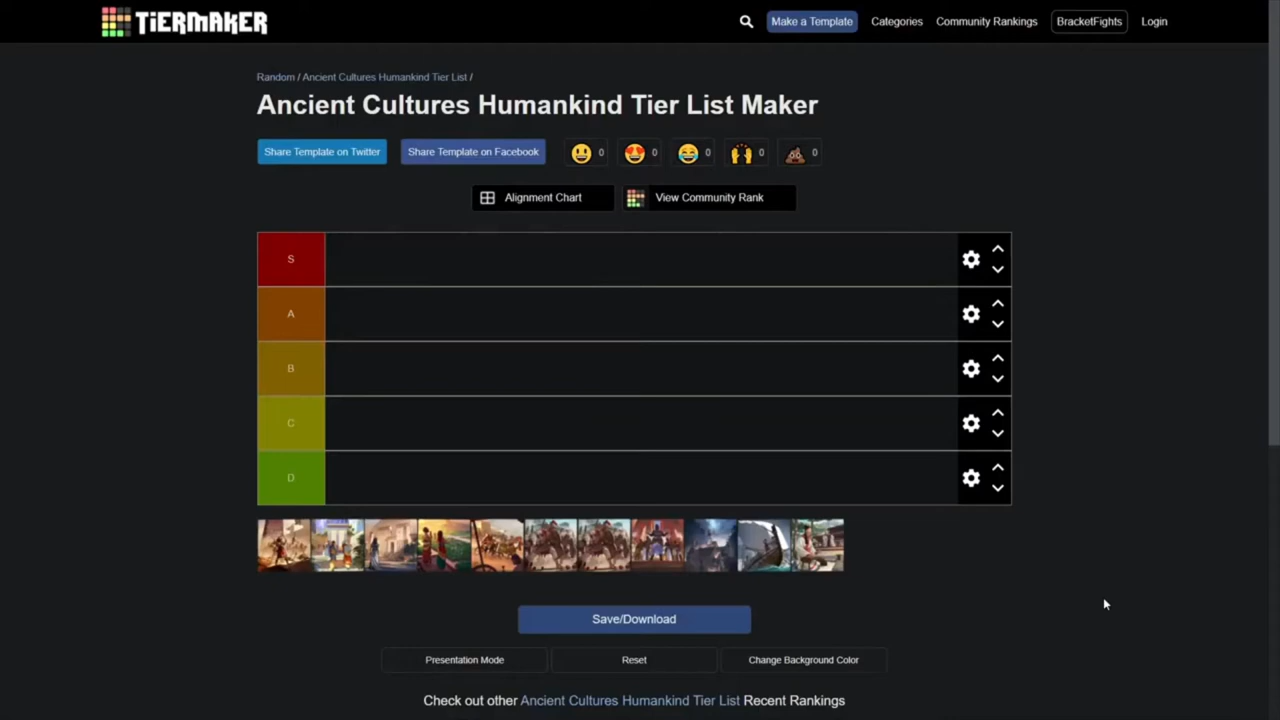 TiERMAKER
Make a Template
Categories
Community Rankings
BracketFights
Login
Random / Ancient Cultures Humankind Tier List /
Ancient Cultures Humankind Tier List Maker
Share Template on Twitter
Share Template on Facebook
0
0
0
0
0
Alignment Chart
View Community Rank
S
A
B
C
D
Save/Download
Presentation Mode
Reset
Change Background Color
Check out other Ancient Cultures Humankind Tier List Recent Rankings